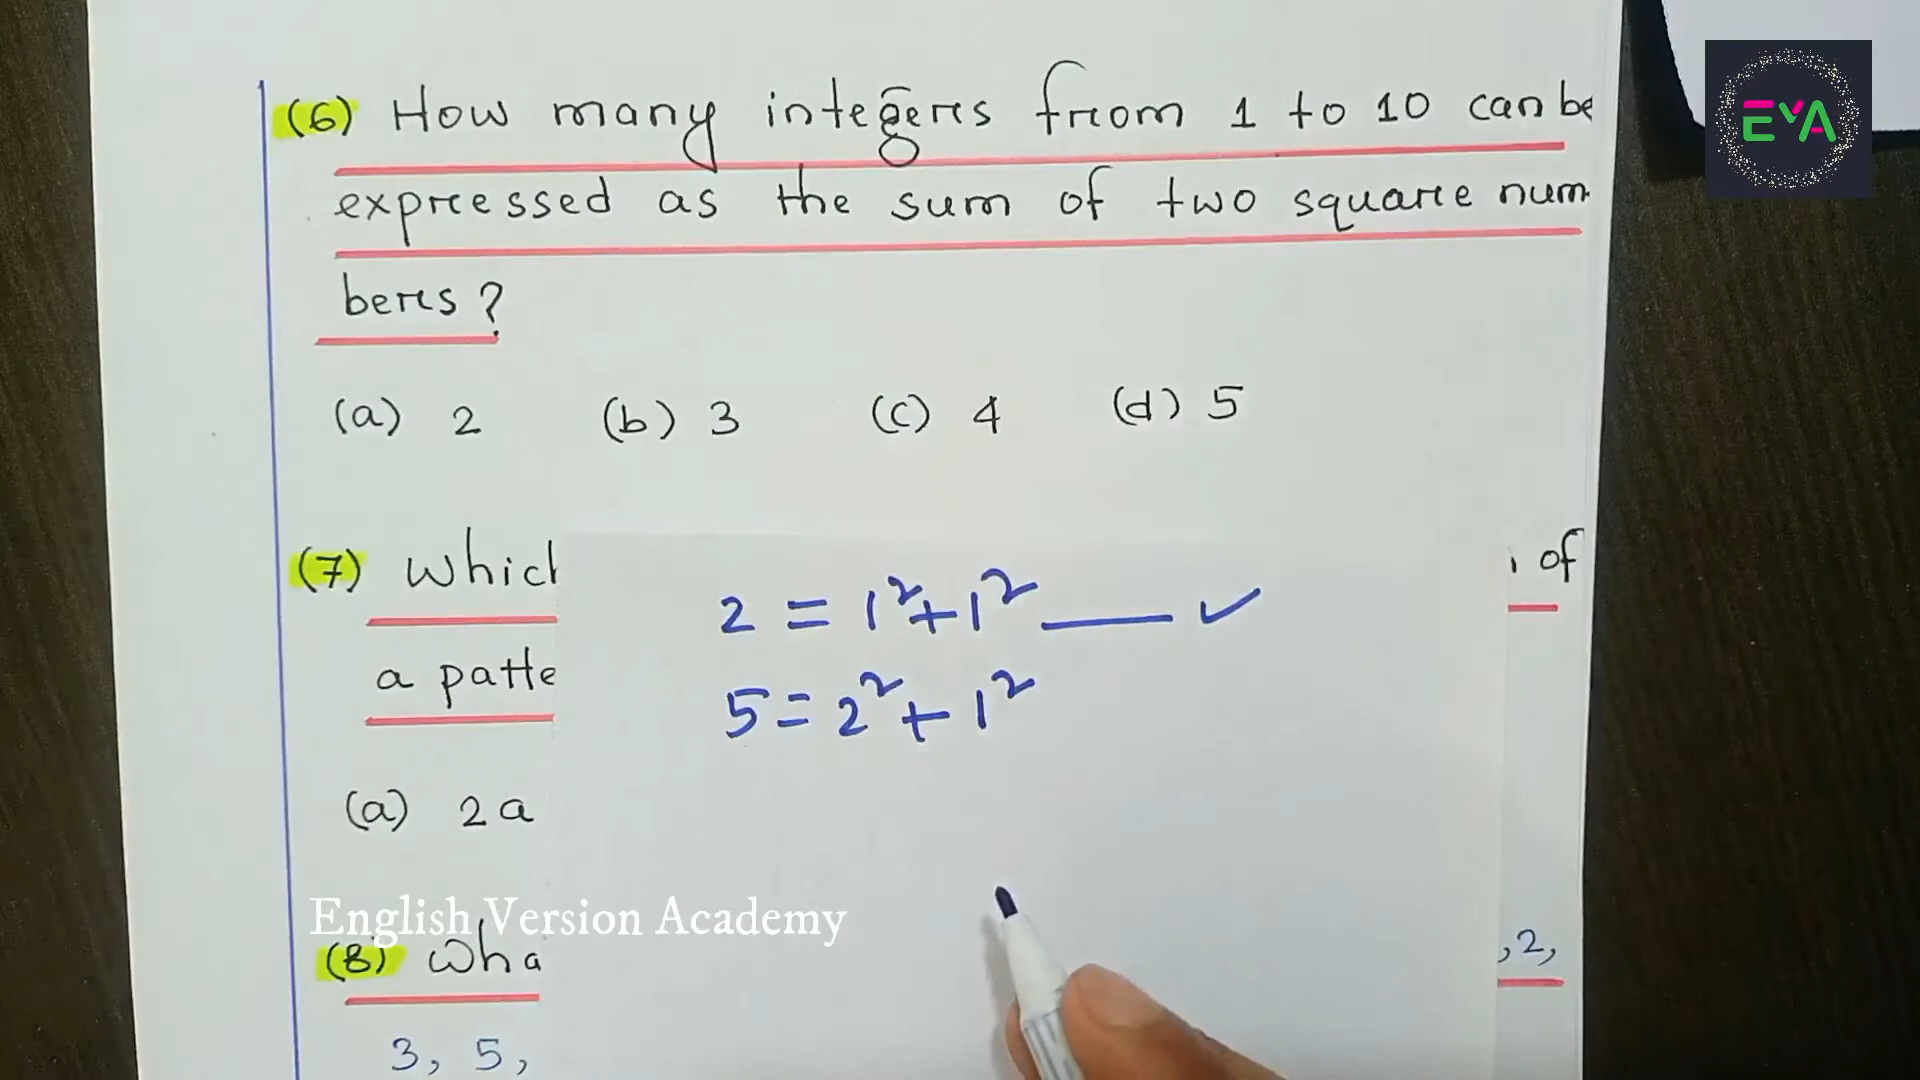 (6) How many integers from 1 to 10 can be
expressed as the sum of two square num
bers?
(a) 2 (b) 3 (c) 4 (d) 5
(7) Which of
a patte
(a) 2a
2 = 1² + 1² ✓
5 = 2² + 1²
English Version Academy
(8) Wha ,2,
3, 5,
EVA